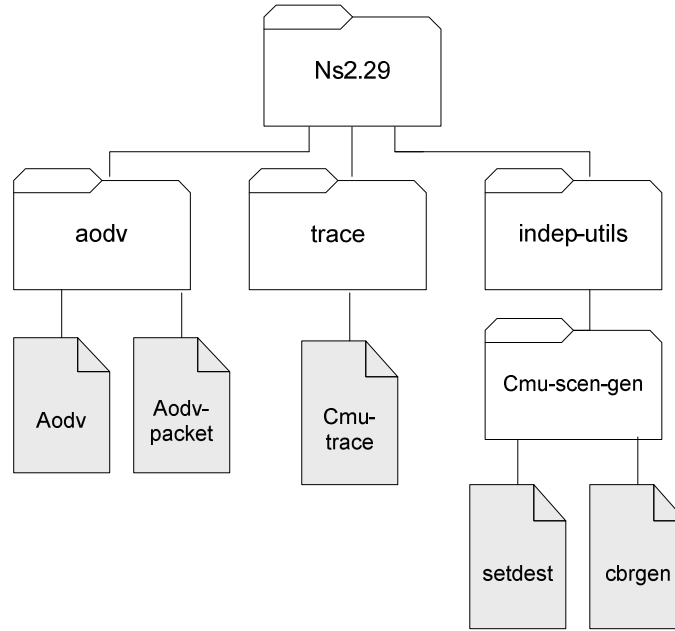 Ns2.29
aodv
trace
indep-utils
Aodv
Aodv-
packet
Cmu-
trace
Cmu-scen-gen
setdest
cbrgen